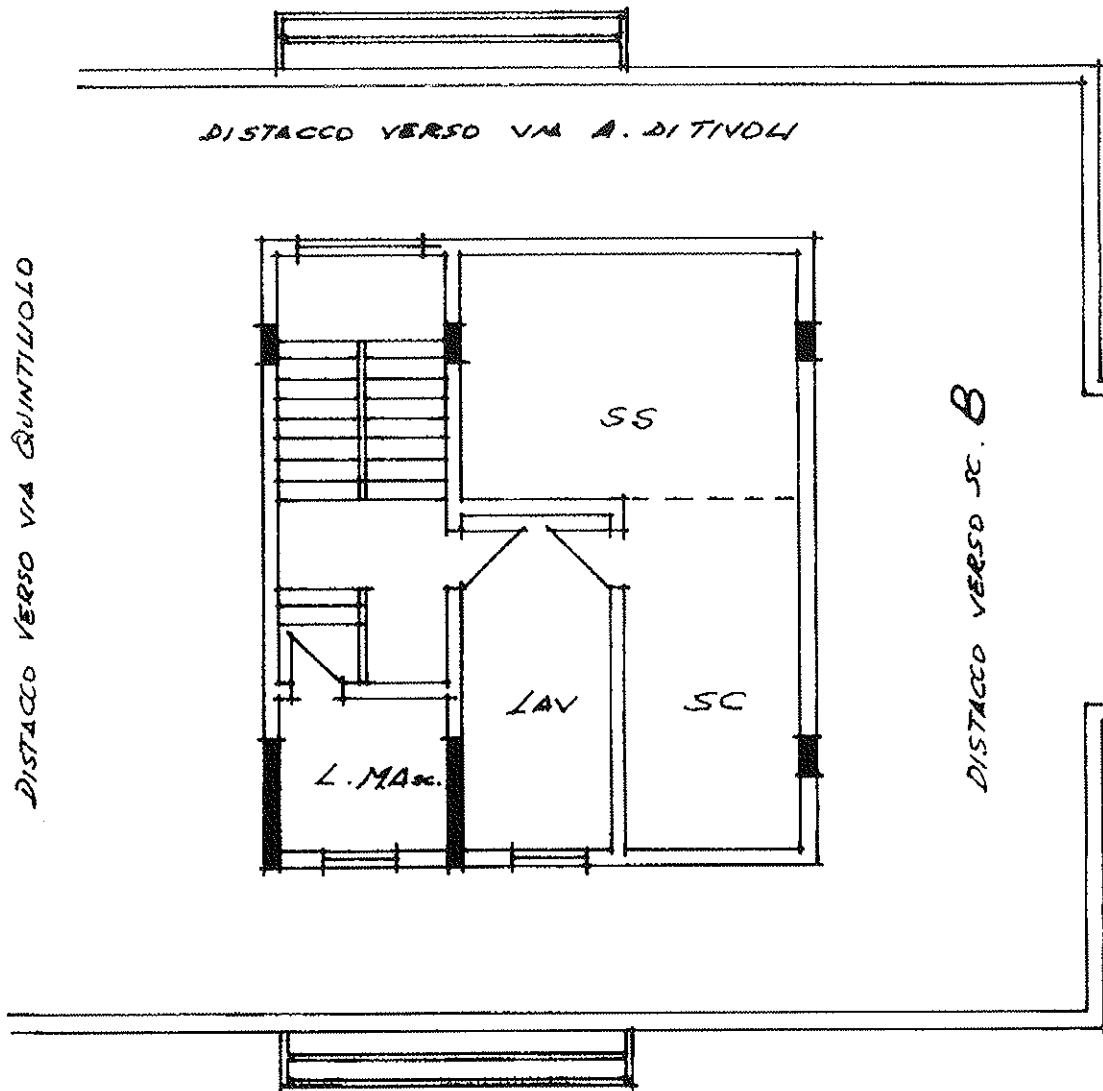 DISTACCO VERSO VIA A. DI TIVOLI
DISTACCO VERSO VIA QUINTILIOLO
SS
DISTACCO VERSO SC. B
LAV
SC
L. MAsc.